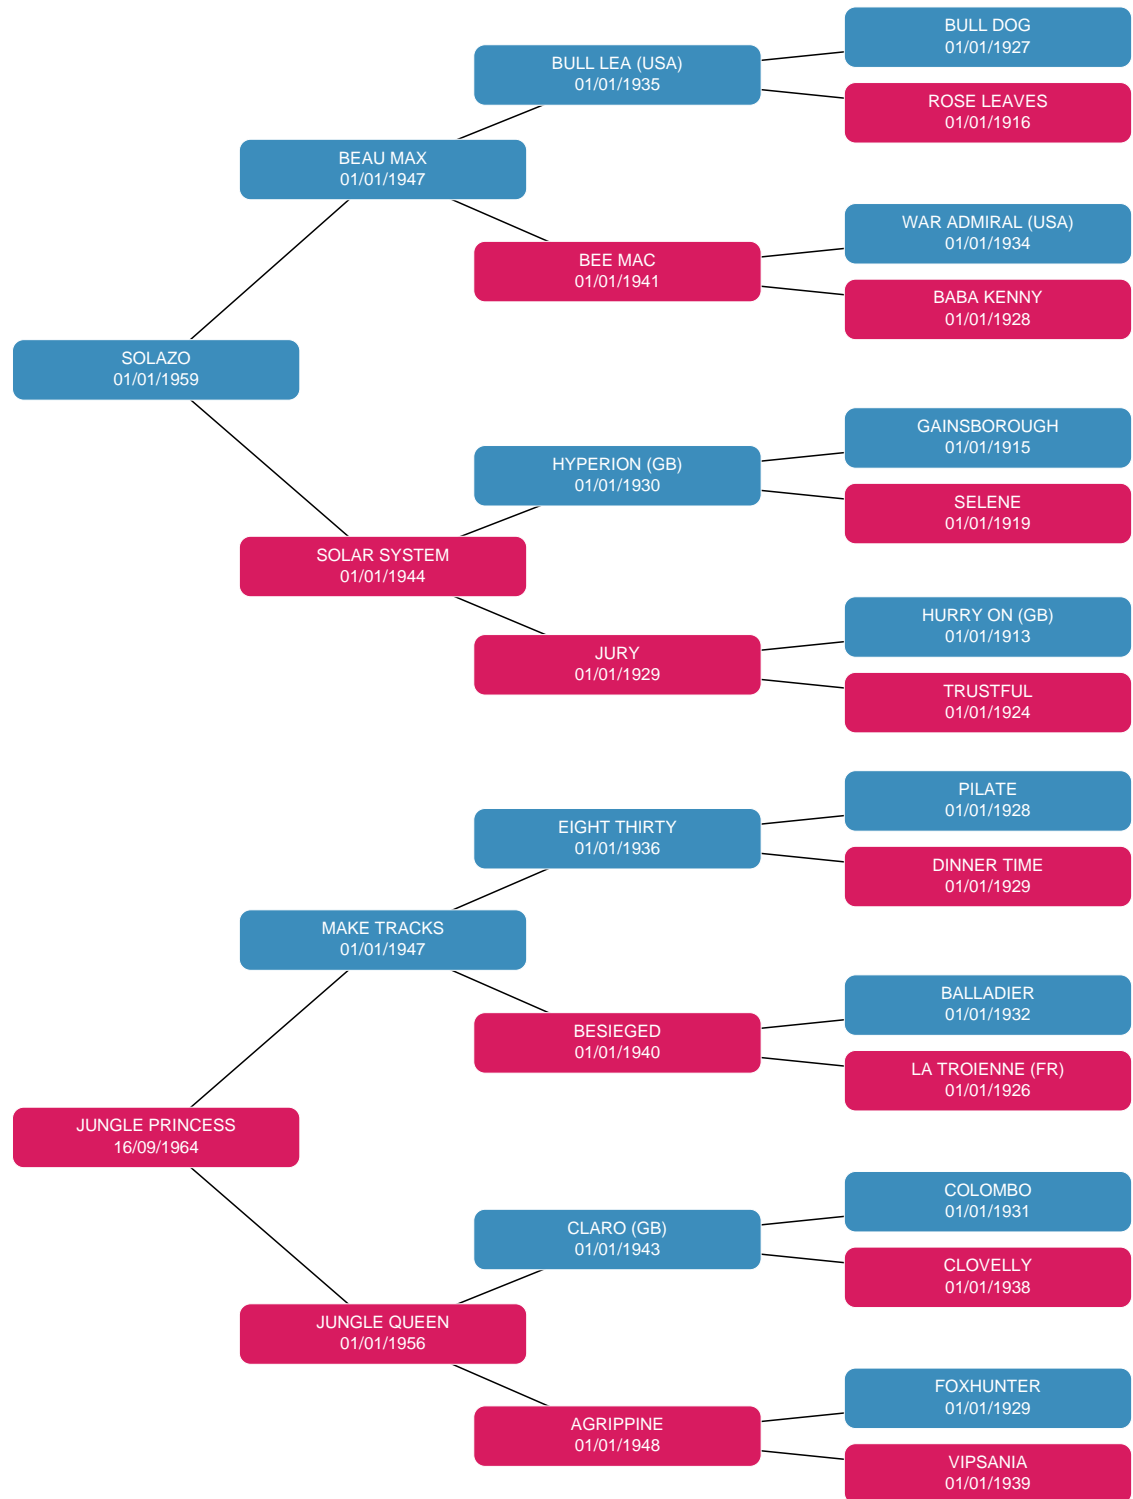 BULL DOG
01/01/1927
BULL LEA (USA)
01/01/1935
ROSE LEAVES
01/01/1916
BEAU MAX
01/01/1947
WAR ADMIRAL (USA)
01/01/1934
BEE MAC
01/01/1941
BABA KENNY
01/01/1928
SOLAZO
01/01/1959
GAINSBOROUGH
01/01/1915
HYPERION (GB)
01/01/1930
SELENE
01/01/1919
SOLAR SYSTEM
01/01/1944
HURRY ON (GB)
01/01/1913
JURY
01/01/1929
TRUSTFUL
01/01/1924
PILATE
01/01/1928
EIGHT THIRTY
01/01/1936
DINNER TIME
01/01/1929
MAKE TRACKS
01/01/1947
BALLADIER
01/01/1932
BESIEGED
01/01/1940
LA TROIENNE (FR)
01/01/1926
JUNGLE PRINCESS
16/09/1964
COLOMBO
01/01/1931
CLARO (GB)
01/01/1943
CLOVELLY
01/01/1938
JUNGLE QUEEN
01/01/1956
FOXHUNTER
01/01/1929
AGRIPPINE
01/01/1948
VIPSANIA
01/01/1939